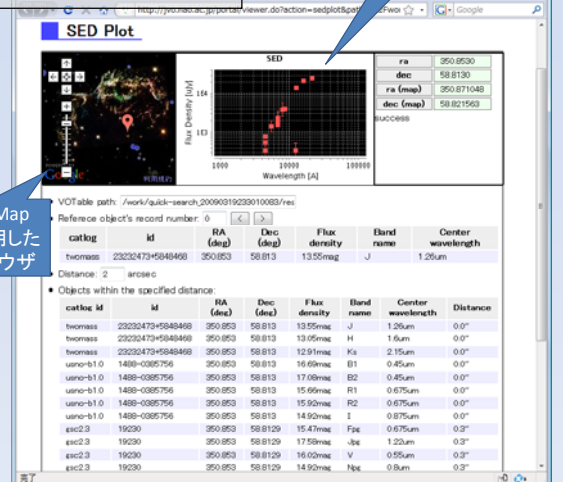 http://jvo.nao.ac.jp/portal/viewer.do?action=sedplot&pat
Google
SED Plot
SED
Flux Density [uJy]
1E4
1E3
1000 10000 100000
Wavelength [A]
ra 350.8530
dec 58.8130
ra (map) 350.871048
dec (map) 58.821563
success
Google
利用規約
Map
用した
ウザ
VOTable path: /work/quick-search_20090319233010083/res
Referece object's record number: 0 < >
catlog id RA (deg) Dec (deg) Flux density Band name Center wavelength
twomass 23232473+5848468 350.853 58.813 13.55mag J 1.26um
Distance: 2 arcsec
Objects within the specified distance:
catlog id id RA (deg) Dec (deg) Flux density Band name Center wavelength Distance
twomass 23232473+5848468 350.853 58.813 13.55mag J 1.26um 0.0"
twomass 23232473+5848468 350.853 58.813 13.05mag H 1.6um 0.0"
twomass 23232473+5848468 350.853 58.813 12.91mag Ks 2.15um 0.0"
usno-b1.0 1488-0385756 350.853 58.813 16.69mag B1 0.45um 0.0"
usno-b1.0 1488-0385756 350.853 58.813 17.08mag B2 0.45um 0.0"
usno-b1.0 1488-0385756 350.853 58.813 15.66mag R1 0.675um 0.0"
usno-b1.0 1488-0385756 350.853 58.813 15.92mag R2 0.675um 0.0"
usno-b1.0 1488-0385756 350.853 58.813 14.92mag I 0.875um 0.0"
gsc2.3 19230 350.853 58.8129 15.47mag Fpg 0.675um 0.3"
gsc2.3 19230 350.853 58.8129 17.58mag Jpg 1.22um 0.3"
gsc2.3 19230 350.853 58.8129 16.02mag V 0.55um 0.3"
gsc2.3 19230 350.853 58.8129 14.92mag Npg 0.8um 0.3"
完了